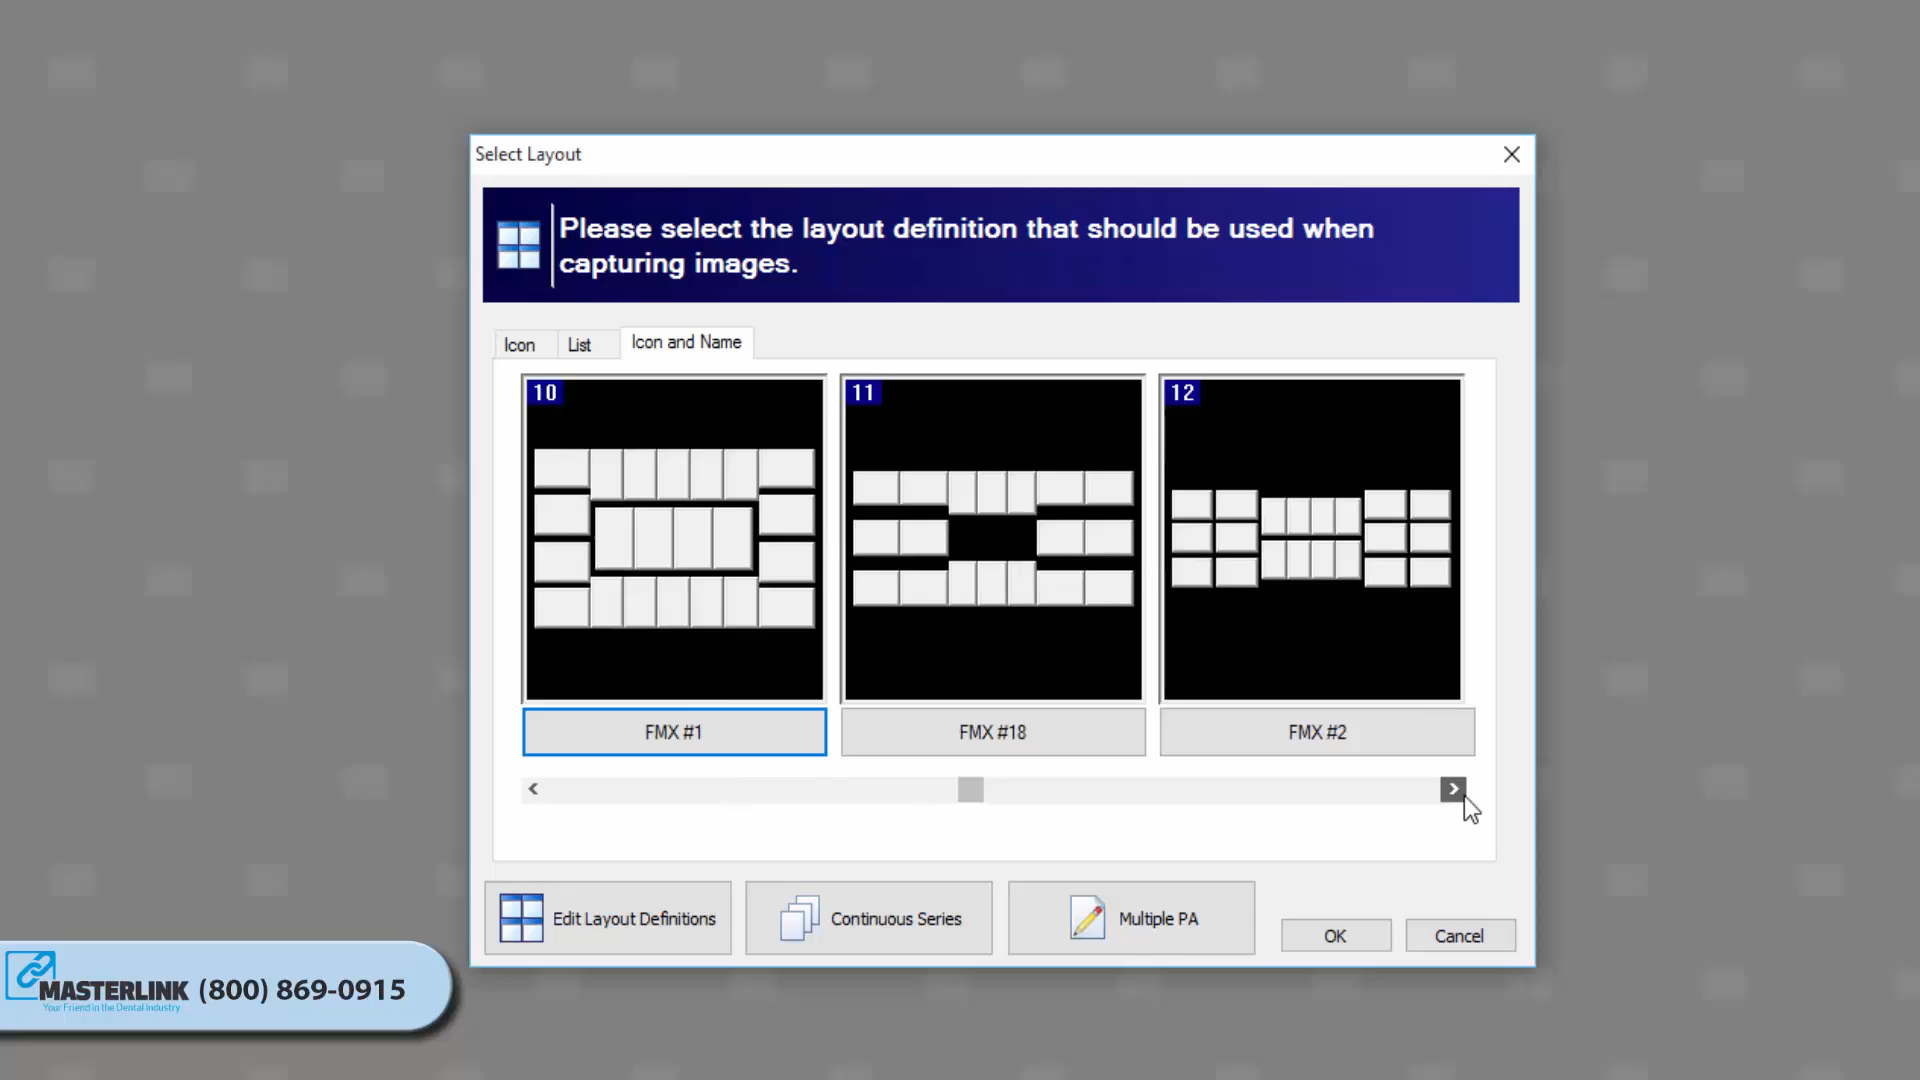 Select Layout
Please select the layout definition that should be used when
capturing images.
Icon
List
Icon and Name
10
11
12
FMX #1
FMX #18
FMX #2
Edit Layout Definitions
Continuous Series
Multiple PA
OK
Cancel
MASTERLINK (800) 869-0915
Your Friend in the Dental Industry